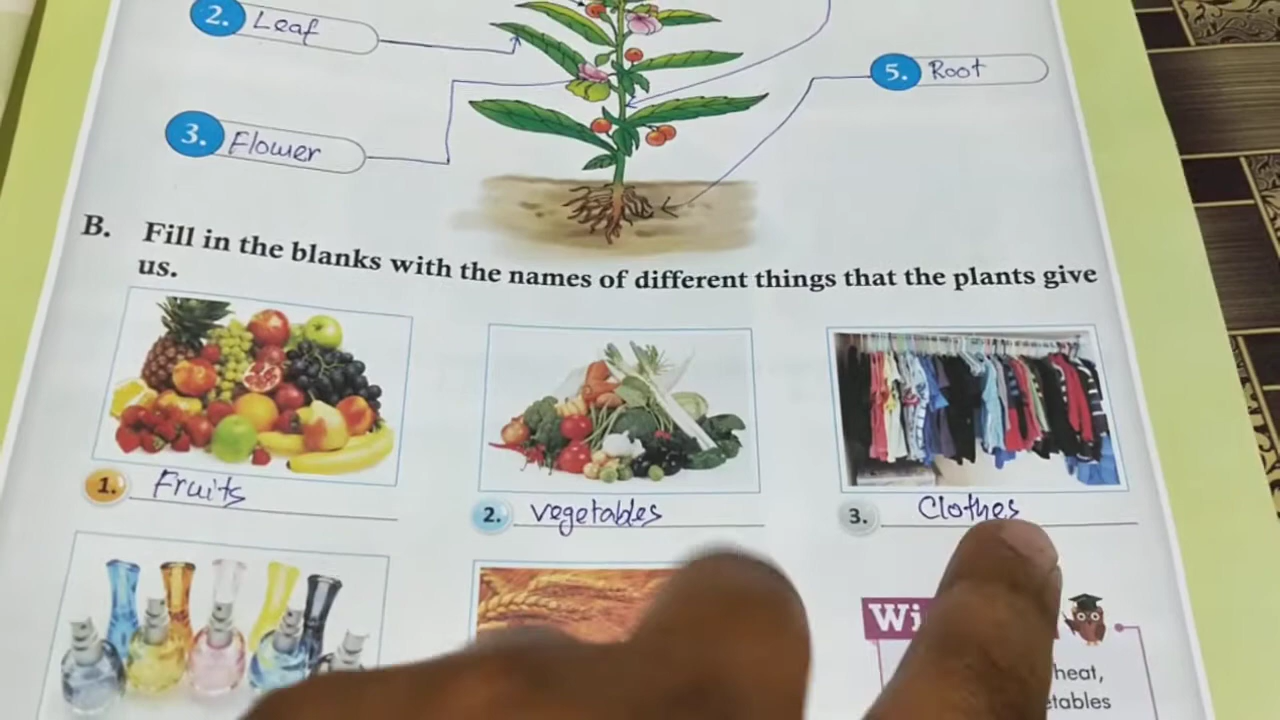 2. Leaf
5. Root
3. Flower
B. Fill in the blanks with the names of different things that the plants give
us.
1. Fruits
2. vegetables
3. Clothes
Wi
heat,
etables